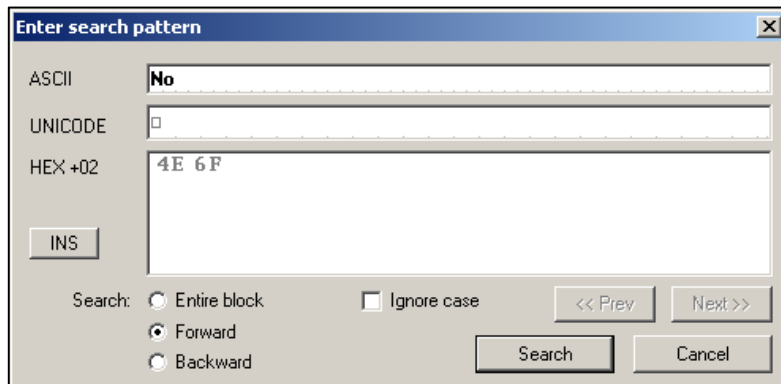 Enter search pattern
ASCII No
UNICODE □
HEX +02 4E 6F
INS
Search: Entire block Ignore case << Prev Next >>
Forward
Backward Search Cancel